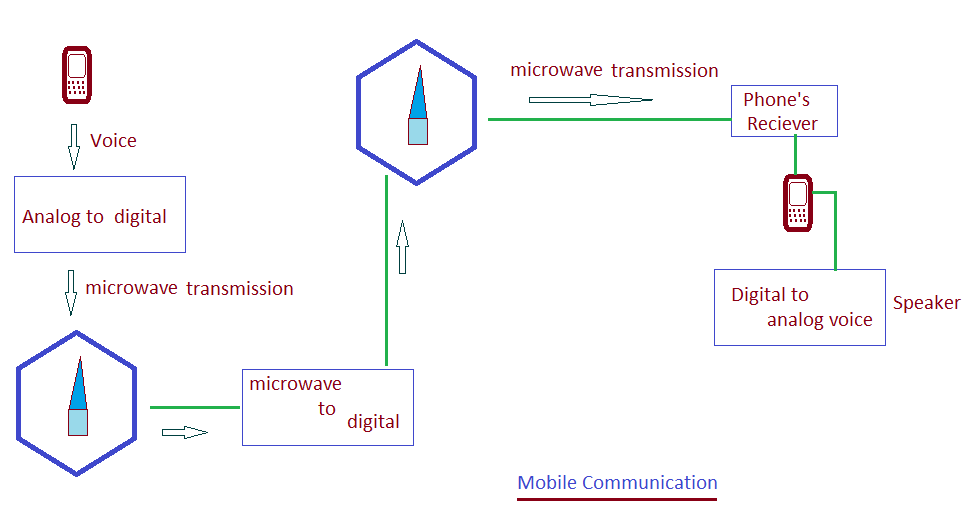 Voice
Analog to digital
microwave transmission
microwave
to
digital
microwave transmission
Phone's
Reciever
Digital to
analog voice
Speaker
Mobile Communication